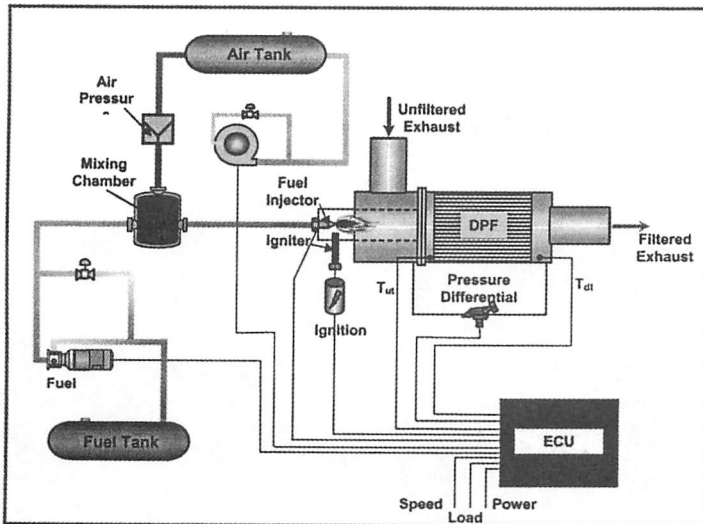 Air Tank
Air
Pressur
Mixing
Chamber
Unfiltered
Exhaust
Fuel
Injector
Igniter
DPF
Filtered
Exhaust
Tut
Pressure
Differential
Tdt
Ignition
Fuel
Fuel Tank
ECU
Speed
Load
Power